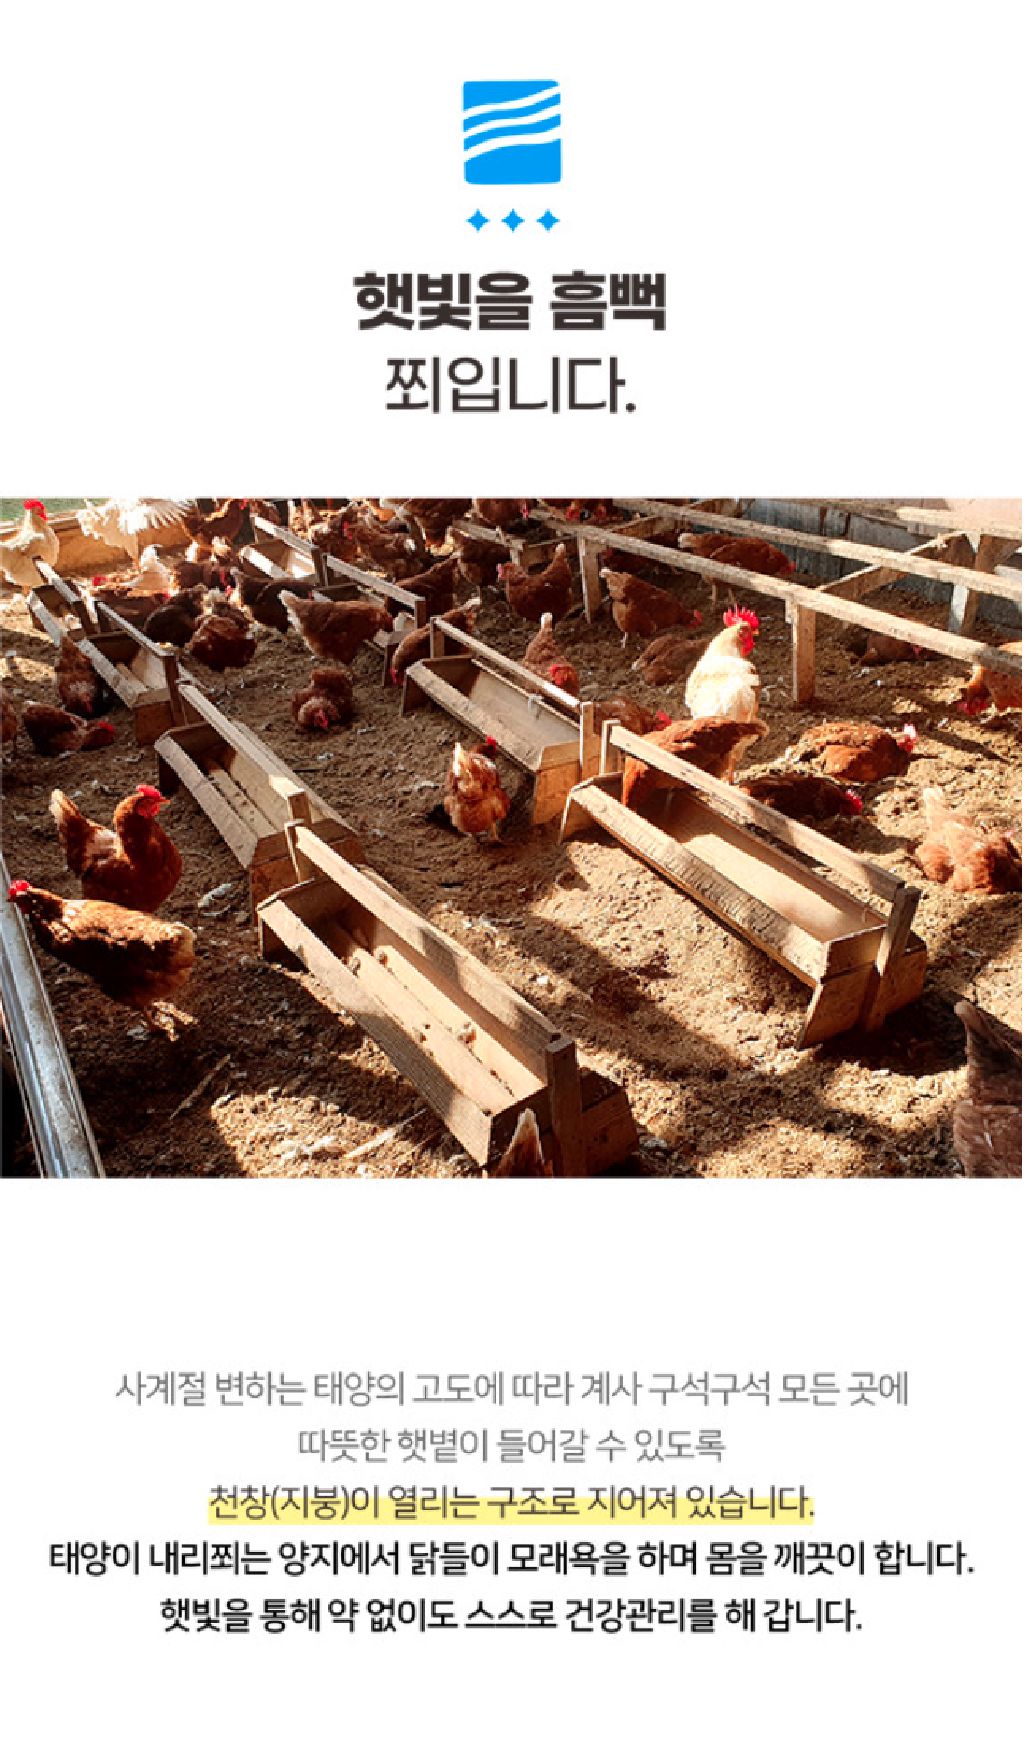 햇빛을 흠뻑
쬐입니다.
사계절 변하는 태양의 고도에 따라 계사 구석구석 모든 곳에
따뜻한 햇볕이 들어갈 수 있도록
천창(지붕)이 열리는 구조로 지어져 있습니다.
태양이 내리쬐는 양지에서 닭들이 모래욕을 하며 몸을 깨끗이 합니다.
햇빛을 통해 약 없이도 스스로 건강관리를 해 갑니다.